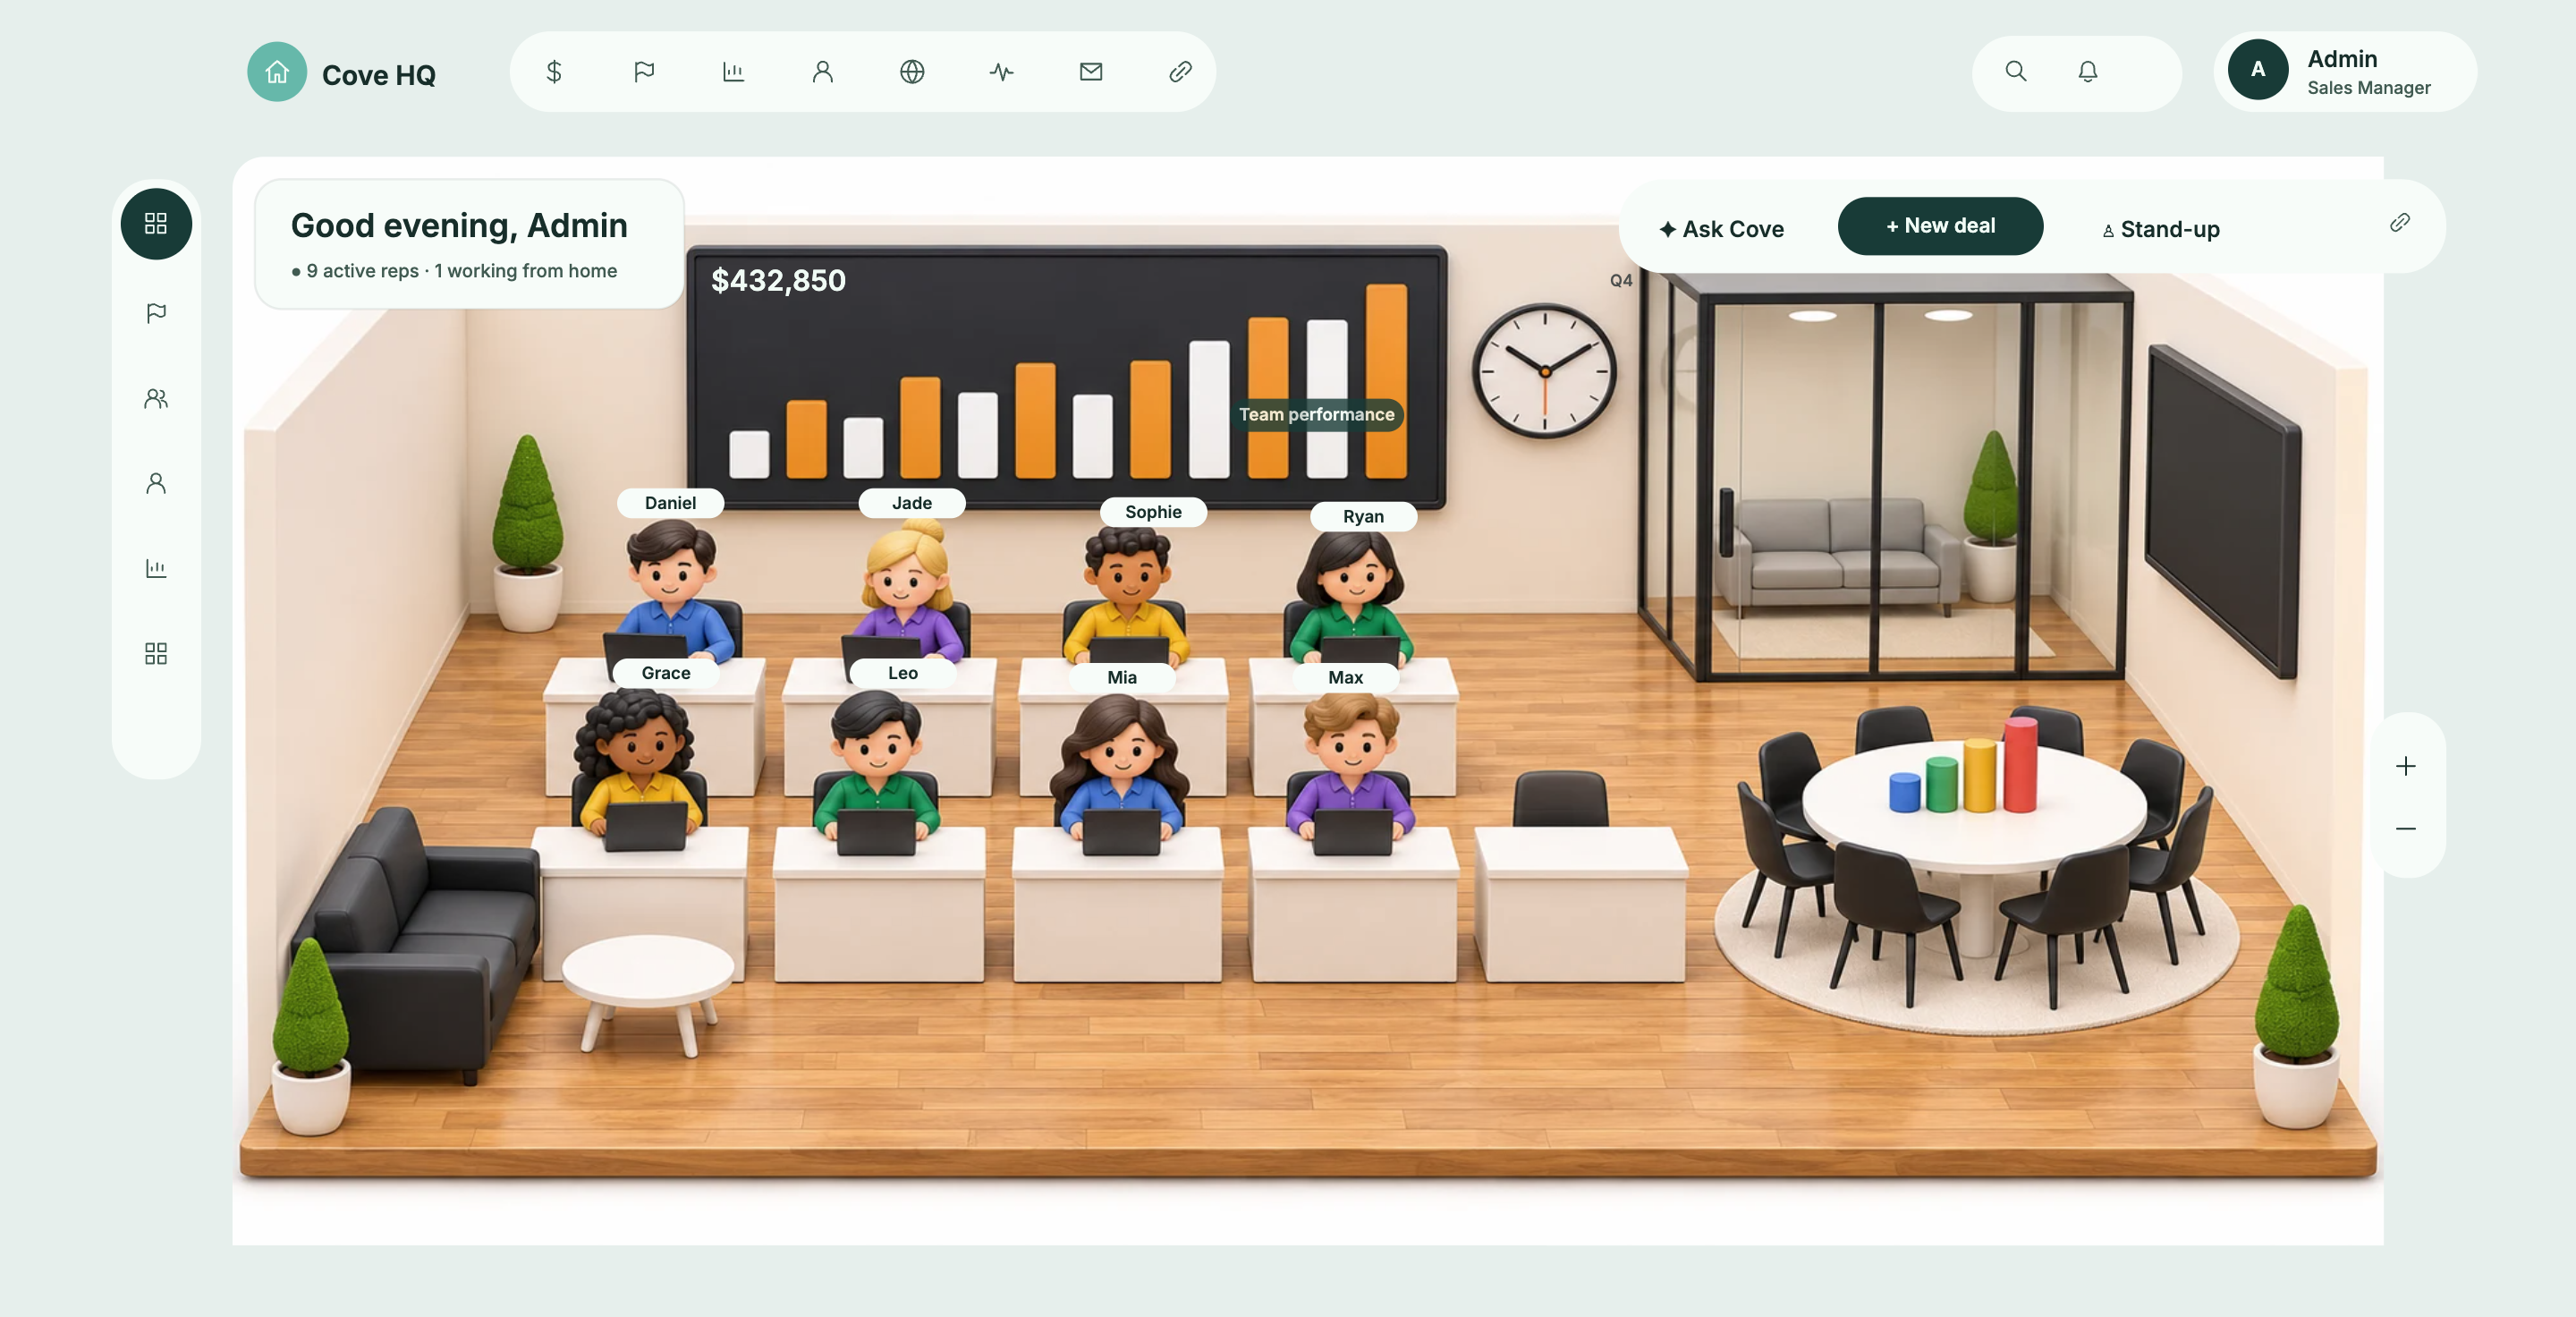 Cove HQ
A
Admin
Sales Manager
Good evening, Admin
● 9 active reps · 1 working from home
✦ Ask Cove
+ New deal
♙ Stand-up
$432,850
Q4
Team performance
Daniel
Jade
Sophie
Ryan
Grace
Leo
Mia
Max